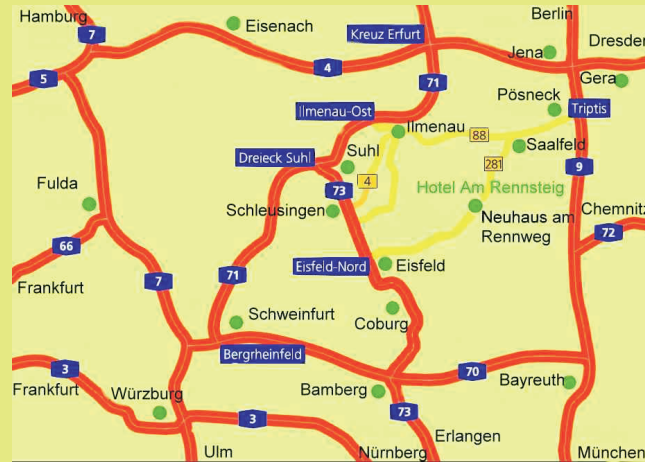 Hamburg
7
Eisenach
Kreuz Erfurt
Berlin
Jena
Dresden
5
4
71
Gera
Pösneck
Triptis
Ilmenau-Ost
Ilmenau
88
Saalfeld
Dreieck Suhl
Suhl
4
281
9
Fulda
73
Hotel Am Rennsteig
Schleusingen
Neuhaus am
Rennweg
Chemnitz
72
66
Frankfurt
7
71
Eisfeld-Nord
Eisfeld
Schweinfurt
Coburg
Bergrheinfeld
3
Frankfurt
Würzburg
70
Bamberg
Bayreuth
3
73
Erlangen
Ulm
Nürnberg
München